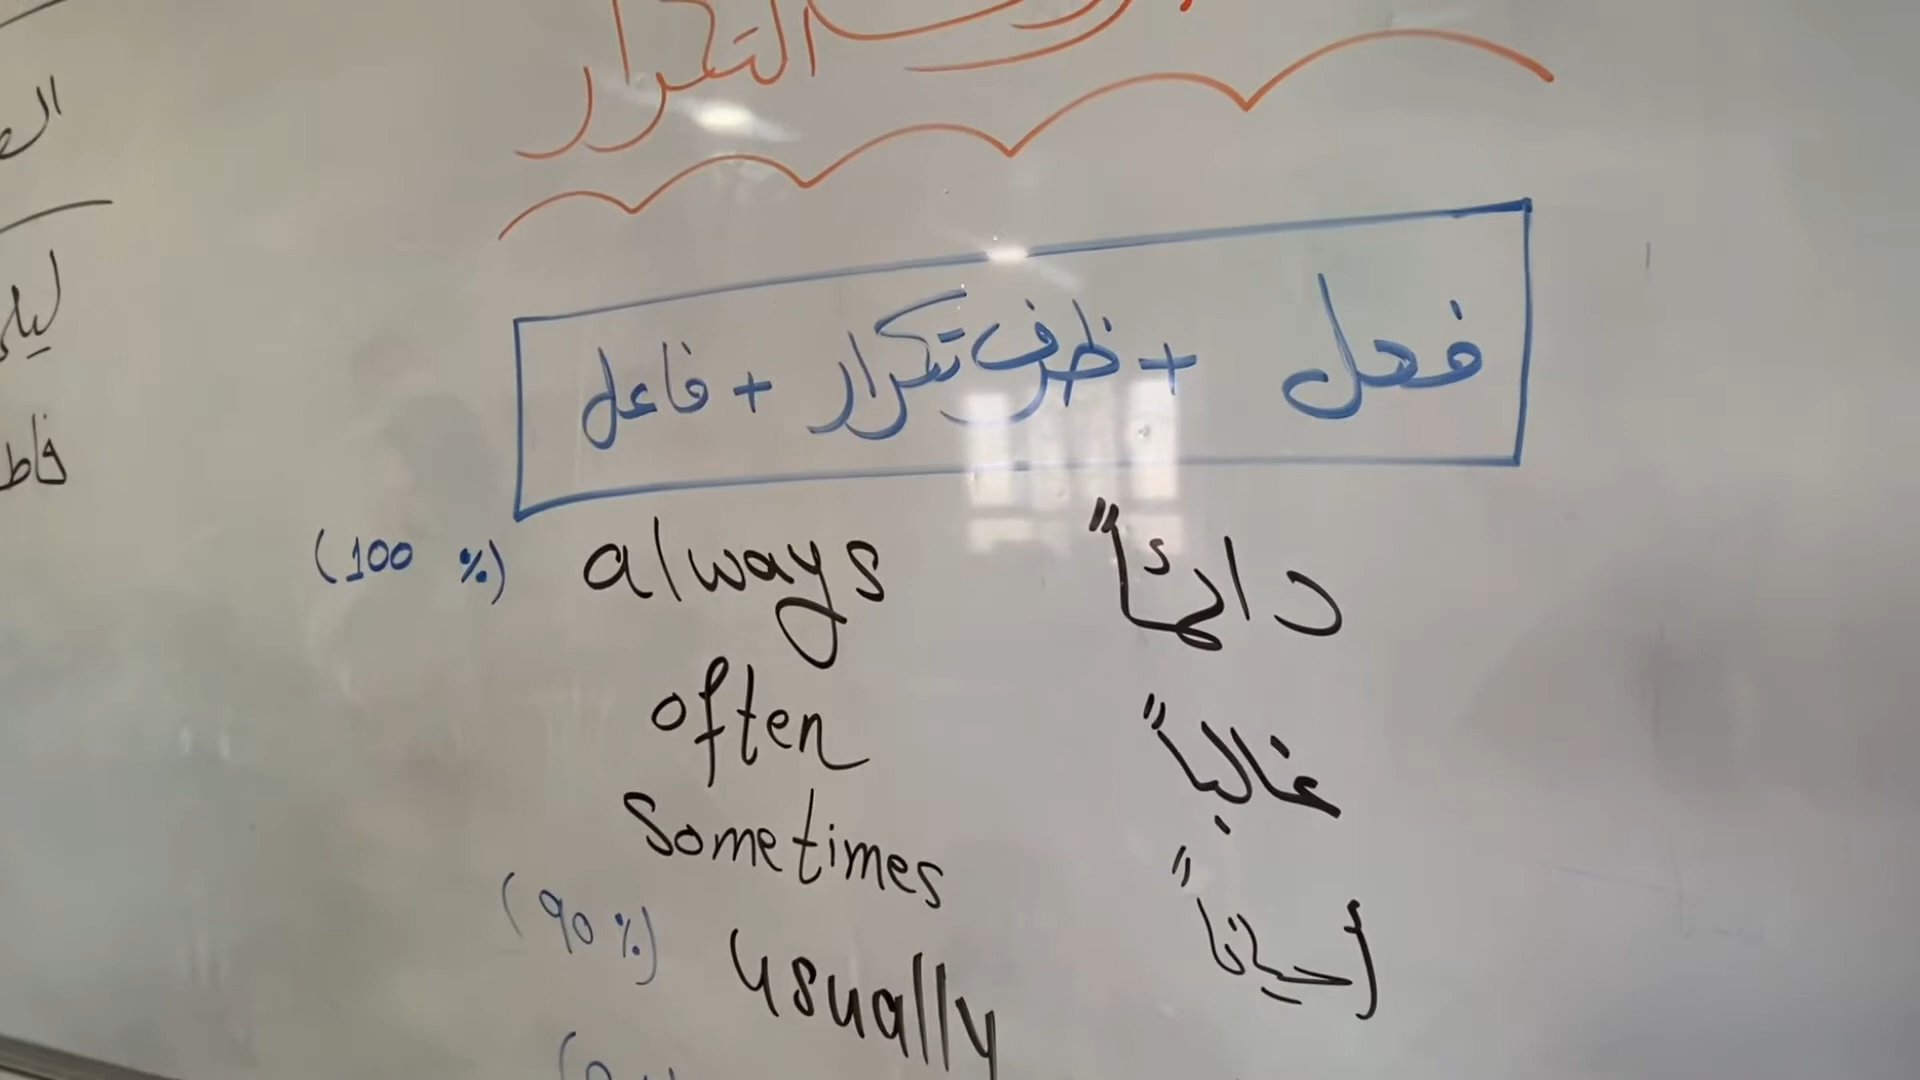 التكرار
فعل + ظرف تكرار + فاعل
(100 %) always دائماً
often غالباً
sometimes أحياناً
(90 %) usually